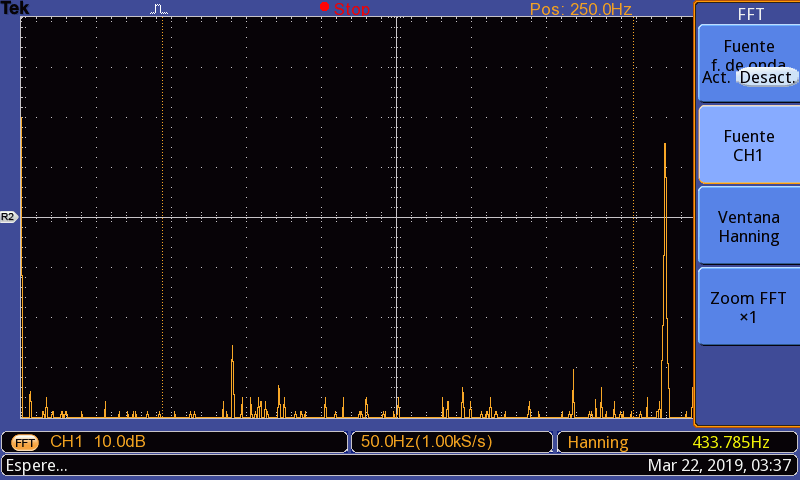 Tek
Stop
Pos: 250.0Hz
FFT
Fuente
f. de onda
Act. Desact.
Fuente
CH1
R2
Ventana
Hanning
Zoom FFT
×1
FFT CH1 10.0dB
50.0Hz(1.00kS/s)
Hanning 433.785Hz
Espere...
Mar 22, 2019, 03:37